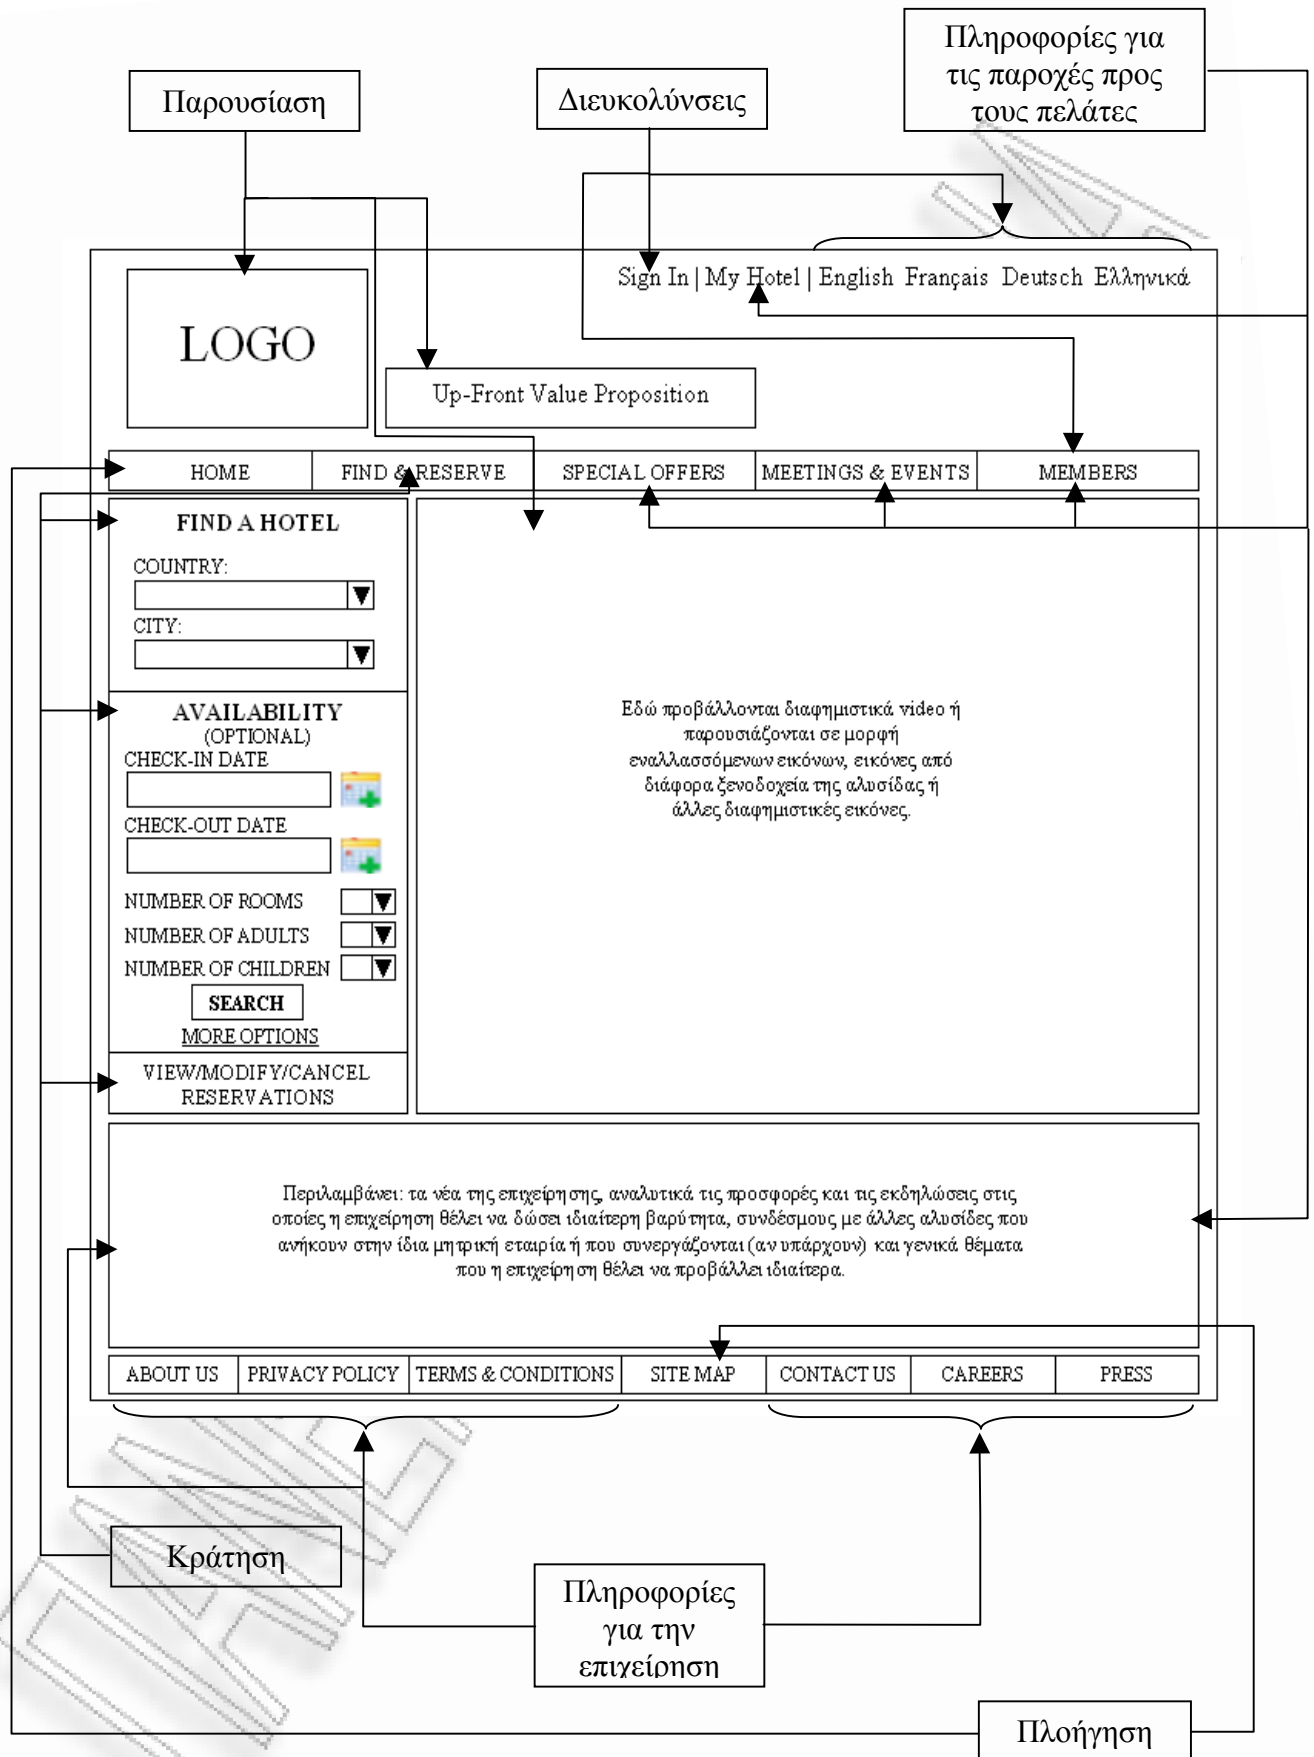 Πληροφορίες για
τις παροχές προς
τους πελάτες
Παρουσίαση
Διευκολύνσεις
Sign In | My Hotel | English Français Deutsch Ελληνικά
LOGO
Up-Front Value Proposition
HOME
FIND & RESERVE
SPECIAL OFFERS
MEETINGS & EVENTS
MEMBERS
FIND A HOTEL
COUNTRY:
CITY:
AVAILABILITY
(OPTIONAL)
CHECK-IN DATE
CHECK-OUT DATE
NUMBER OF ROOMS
NUMBER OF ADULTS
NUMBER OF CHILDREN
SEARCH
MORE OPTIONS
VIEW/MODIFY/CANCEL
RESERVATIONS
Εδώ προβάλλονται διαφημιστικά video ή
παρουσιάζονται σε μορφή
εναλλασσόμενων εικόνων, εικόνες από
διάφορα ξενοδοχεία της αλυσίδας ή
άλλες διαφημιστικές εικόνες.
Περιλαμβάνει: τα νέα της επιχείρησης, αναλυτικά τις προσφορές και τις εκδηλώσεις στις
οποίες η επιχείρηση θέλει να δώσει ιδιαίτερη βαρύτητα, συνδέσμους με άλλες αλυσίδες που
ανήκουν στην ίδια μητρική εταιρία ή που συνεργάζονται (αν υπάρχουν) και γενικά θέματα
που η επιχείρηση θέλει να προβάλλει ιδιαίτερα.
ABOUT US
PRIVACY POLICY
TERMS & CONDITIONS
SITE MAP
CONTACT US
CAREERS
PRESS
Κράτηση
Πληροφορίες
για την
επιχείρηση
Πλοήγηση